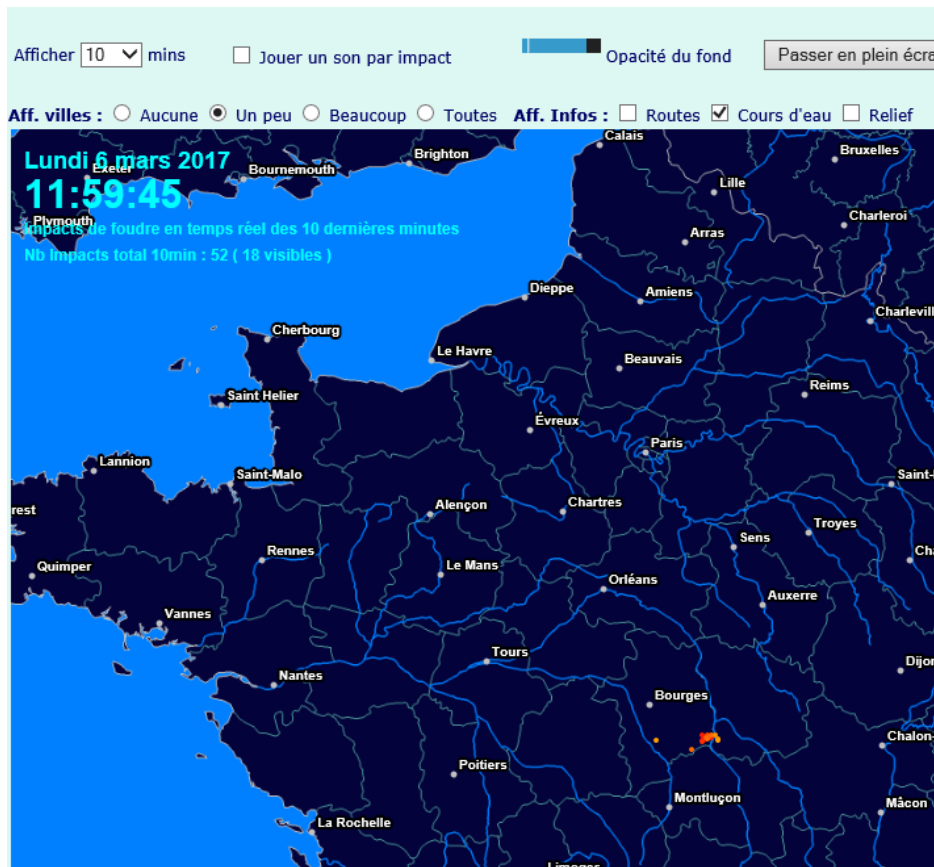 Afficher 10 mins Jouer un son par impact Opacité du fond Passer en plein écra
Aff. villes : Aucune Un peu Beaucoup Toutes Aff. Infos : Routes Cours d'eau Relief
Calais
Lundi 6 mars 2017
Brighton
Bruxelles
Exeter
Bournemouth
11:59:45
Lille
Plymouth
Charleroi
Impacts de foudre en temps réel des 10 dernières minutes
Arras
Nb Impacts total 10min : 52 ( 18 visibles )
Dieppe
Amiens
Charlevill
Cherbourg
Le Havre
Beauvais
Reims
Saint Helier
Évreux
Paris
Lannion
Saint-Malo
Saint-
Alençon
Chartres
rest
Troyes
Sens
Rennes
Cha
Quimper
Le Mans
Orléans
Auxerre
Vannes
Tours
Dijon
Nantes
Bourges
Chalon-
Poitiers
Montluçon
Mâcon
La Rochelle
Limoges